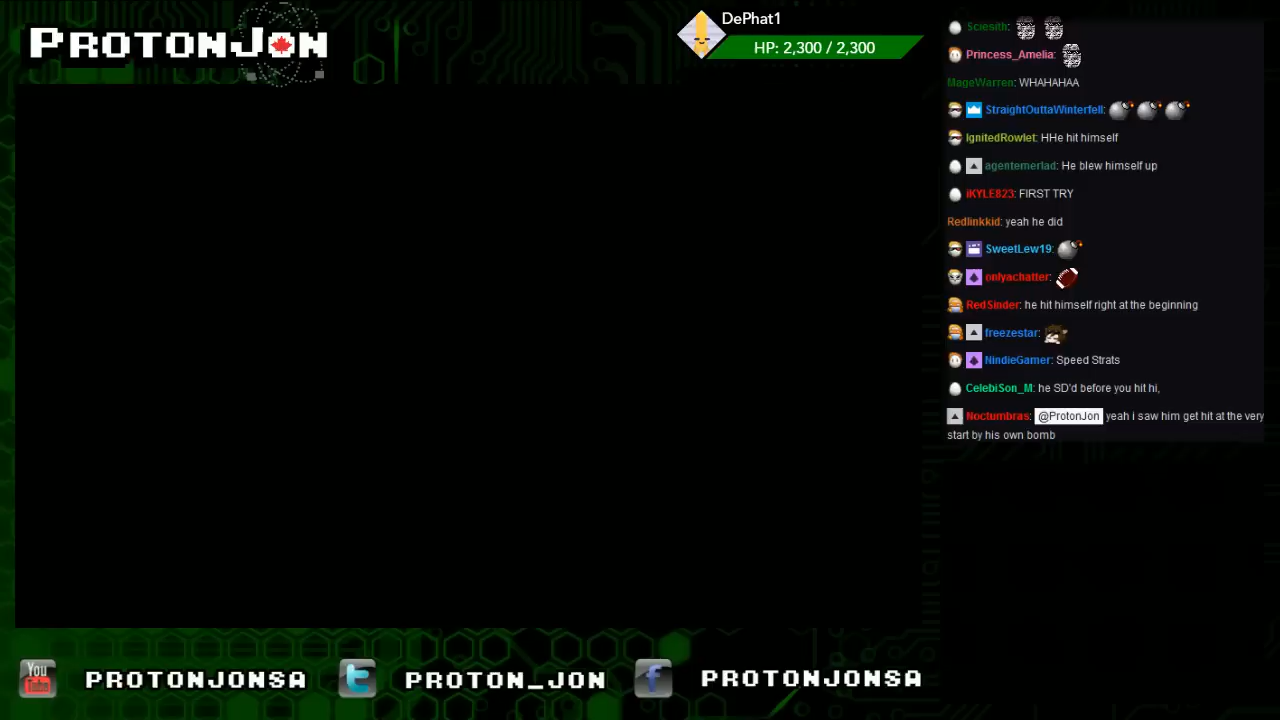 PROTONJON
DePhat1
HP: 2,300 / 2,300
Sciesith:
Princess_Amelia:
MageWarren: WHAHAHAA
StraightOuttaWinterfell:
IgnitedRowlet: HHe hit himself
agentemerlad: He blew himself up
iKYLE823: FIRST TRY
Redlinkkid: yeah he did
SweetLew19:
onlyachatter:
RedSinder: he hit himself right at the beginning
freezestar:
NindieGamer: Speed Strats
CelebiSon_M: he SD'd before you hit hi,
Noctumbras: @ProtonJon yeah i saw him get hit at the very
start by his own bomb
You
Tube
PROTONJONSA
PROTON_JON
PROTONJONSA